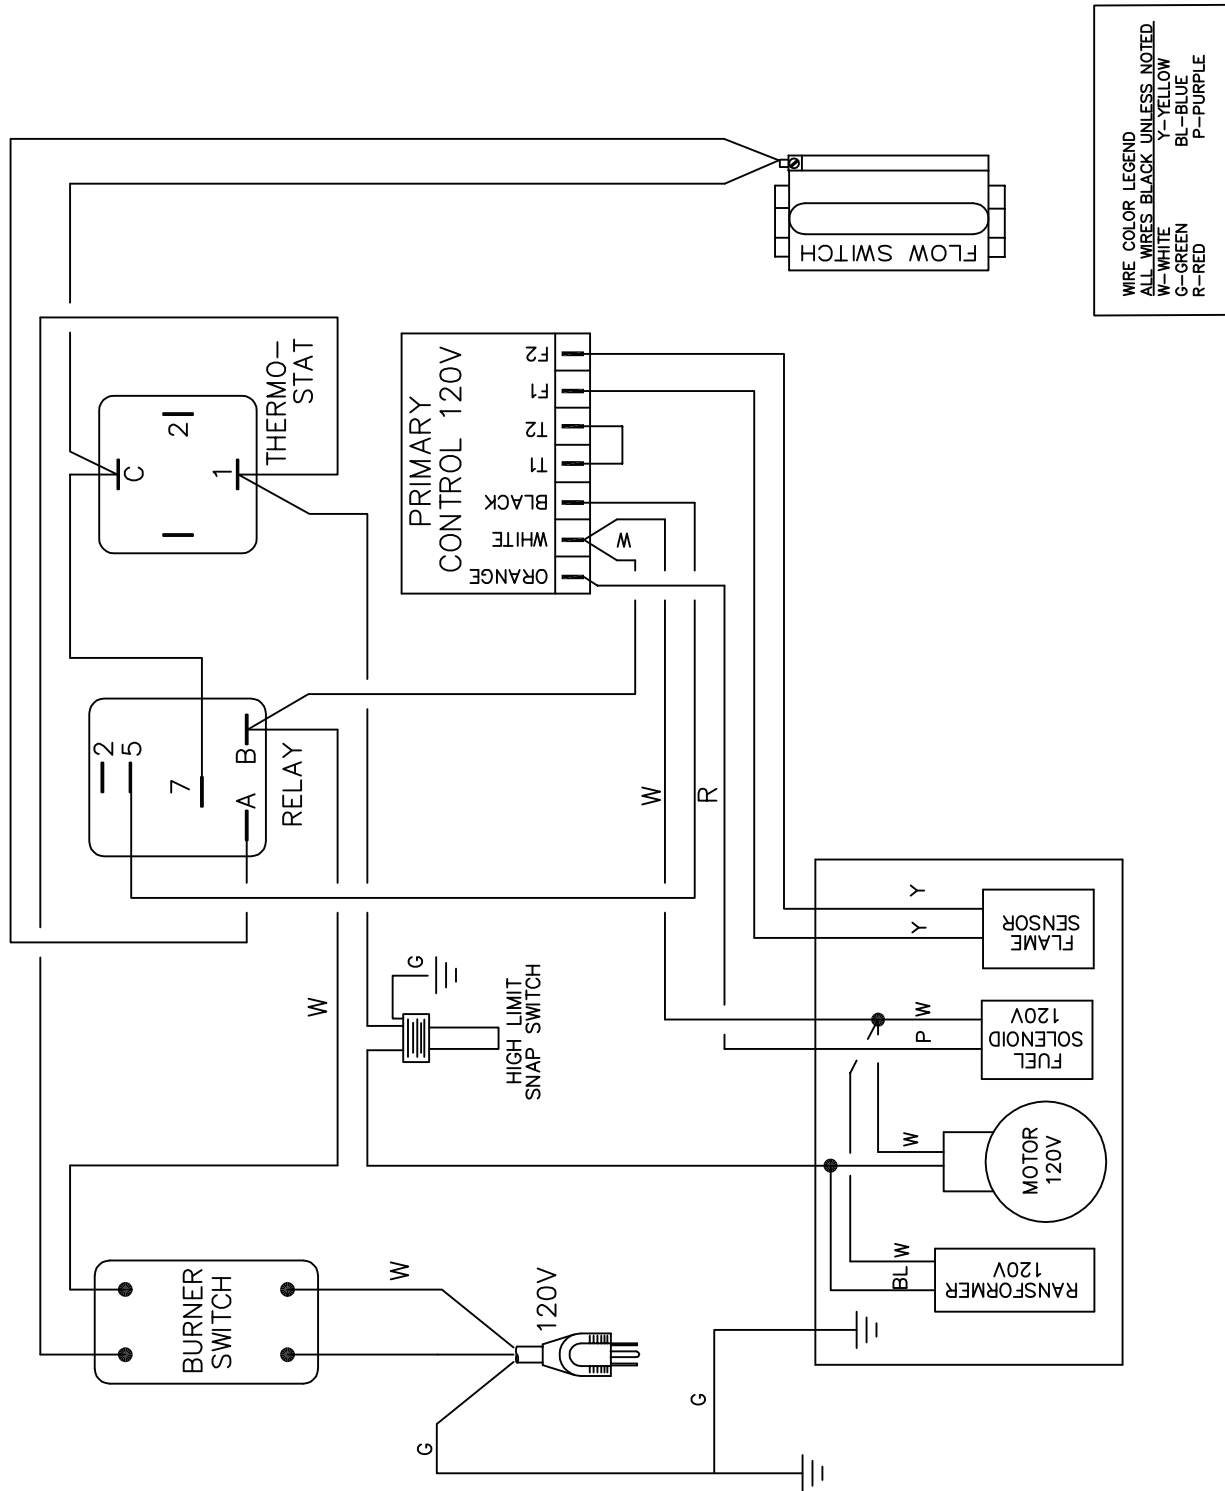 WIRE COLOR LEGEND
ALL WIRES BLACK UNLESS NOTED
W-WHITE Y-YELLOW
G-GREEN BL-BLUE
R-RED P-PURPLE
FLOW SWITCH
THERMO-
STAT
C
2
1
PRIMARY
CONTROL 120V
F2
F1
T2
T1
BLACK
WHITE
ORANGE
W
2
5
7
A
B
RELAY
W
R
W
G
HIGH LIMIT
SNAP SWITCH
Y
Y
FLAME
SENSOR
W
P
FUEL
SOLENOID
120V
W
MOTOR
120V
W
BL
RANSFORMER
120V
BURNER
SWITCH
W
120V
G
G